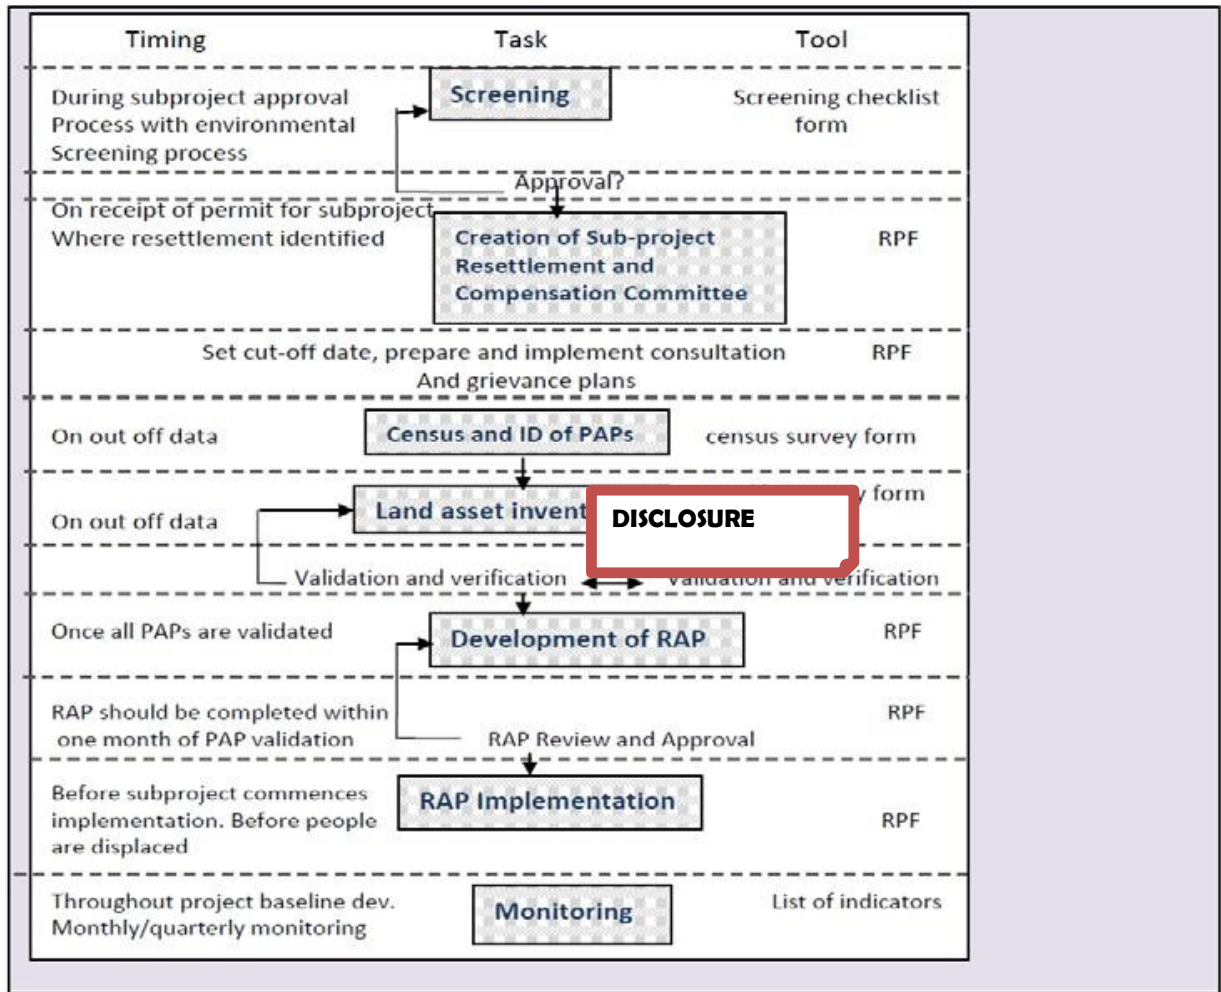 Timing Task Tool
During subproject approval
Process with environmental
Screening process
Screening
Screening checklist
form
Approval?
On receipt of permit for subproject
Where resettlement identified
Creation of Sub-project
Resettlement and
Compensation Committee
RPF
Set cut-off date, prepare and implement consultation
And grievance plans
RPF
On out off data
Census and ID of PAPs
census survey form
On out off data
Land asset
form
DISCLOSURE
Validation and verification
Validation and verification
Once all PAPs are validated
Development of RAP
RPF
RAP should be completed within
one month of PAP validation
RAP Review and Approval
RPF
Before subproject commences
implementation. Before people
are displaced
RAP Implementation
RPF
Throughout project baseline dev.
Monthly/quarterly monitoring
Monitoring
List of indicators